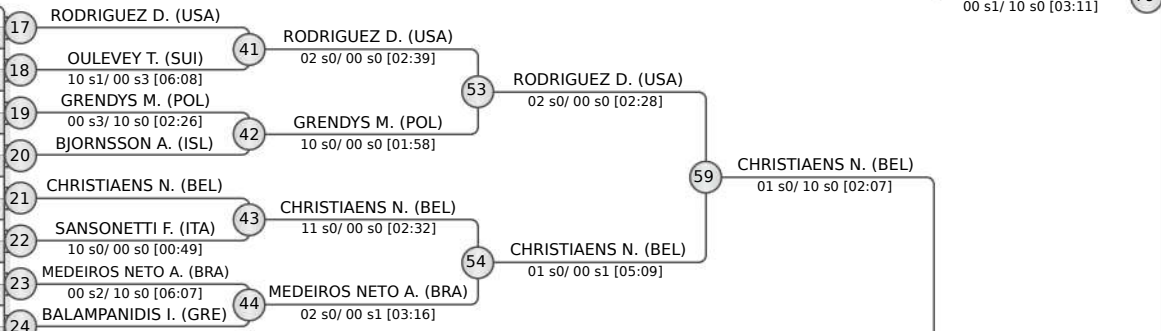 00 s1/ 10 s0 [03:11]
17
RODRIGUEZ D. (USA)
41
RODRIGUEZ D. (USA)
02 s0/ 00 s0 [02:39]
18
OULEVEY T. (SUI)
10 s1/ 00 s3 [06:08]
53
RODRIGUEZ D. (USA)
02 s0/ 00 s0 [02:28]
19
GRENDYS M. (POL)
00 s3/ 10 s0 [02:26]
42
GRENDYS M. (POL)
10 s0/ 00 s0 [01:58]
20
BJORNSSON A. (ISL)
59
CHRISTIAENS N. (BEL)
01 s0/ 10 s0 [02:07]
21
CHRISTIAENS N. (BEL)
43
CHRISTIAENS N. (BEL)
11 s0/ 00 s0 [02:32]
22
SANSONETTI F. (ITA)
10 s0/ 00 s0 [00:49]
54
CHRISTIAENS N. (BEL)
01 s0/ 00 s1 [05:09]
23
MEDEIROS NETO A. (BRA)
00 s2/ 10 s0 [06:07]
44
MEDEIROS NETO A. (BRA)
02 s0/ 00 s1 [03:16]
24
BALAMPANIDIS I. (GRE)